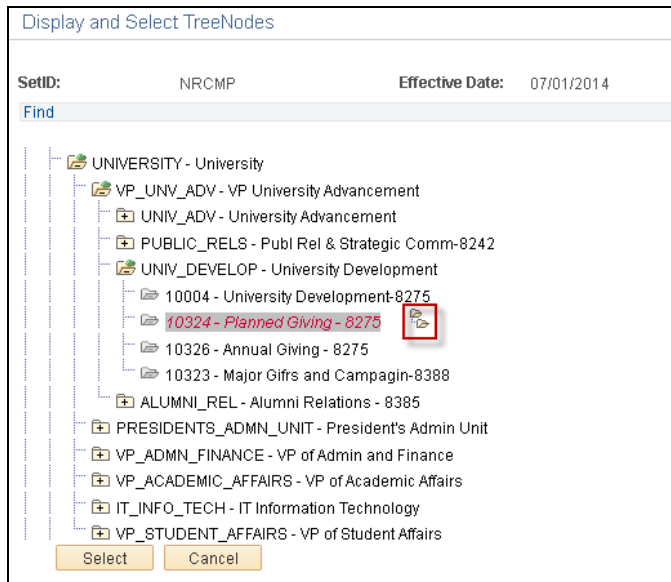 Display and Select TreeNodes
SetID: NRCMP Effective Date: 07/01/2014
Find
UNIVERSITY - University
VP_UNV_ADV - VP University Advancement
UNIV_ADV - University Advancement
PUBLIC_RELS - Publ Rel & Strategic Comm-8242
UNIV_DEVELOP - University Development
10004 - University Development-8275
10324 - Planned Giving - 8275
10326 - Annual Giving - 8275
10323 - Major Gifrs and Campagin-8388
ALUMNI_REL - Alumni Relations - 8385
PRESIDENTS_ADMN_UNIT - President's Admin Unit
VP_ADMN_FINANCE - VP of Admin and Finance
VP_ACADEMIC_AFFAIRS - VP of Academic Affairs
IT_INFO_TECH - IT Information Technology
VP_STUDENT_AFFAIRS - VP of Student Affairs
Select Cancel